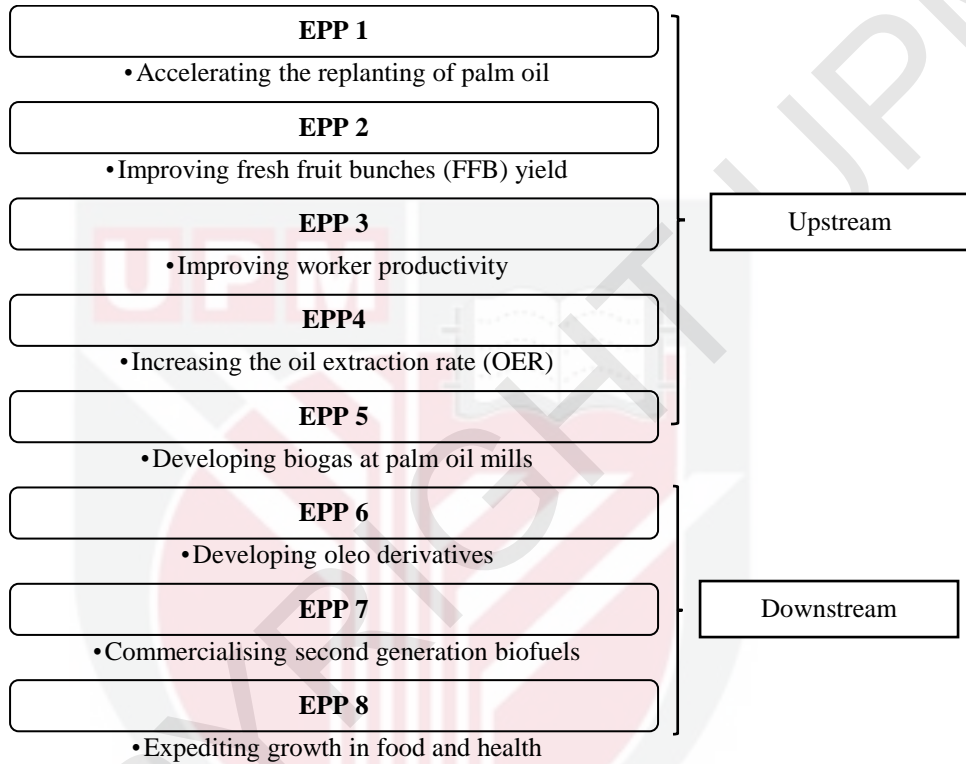 EPP 1
•Accelerating the replanting of palm oil
EPP 2
•Improving fresh fruit bunches (FFB) yield
EPP 3
•Improving worker productivity
EPP4
•Increasing the oil extraction rate (OER)
EPP 5
•Developing biogas at palm oil mills
EPP 6
•Developing oleo derivatives
EPP 7
•Commercialising second generation biofuels
EPP 8
•Expediting growth in food and health
Upstream
Downstream
UPM
PYRIGHT UP